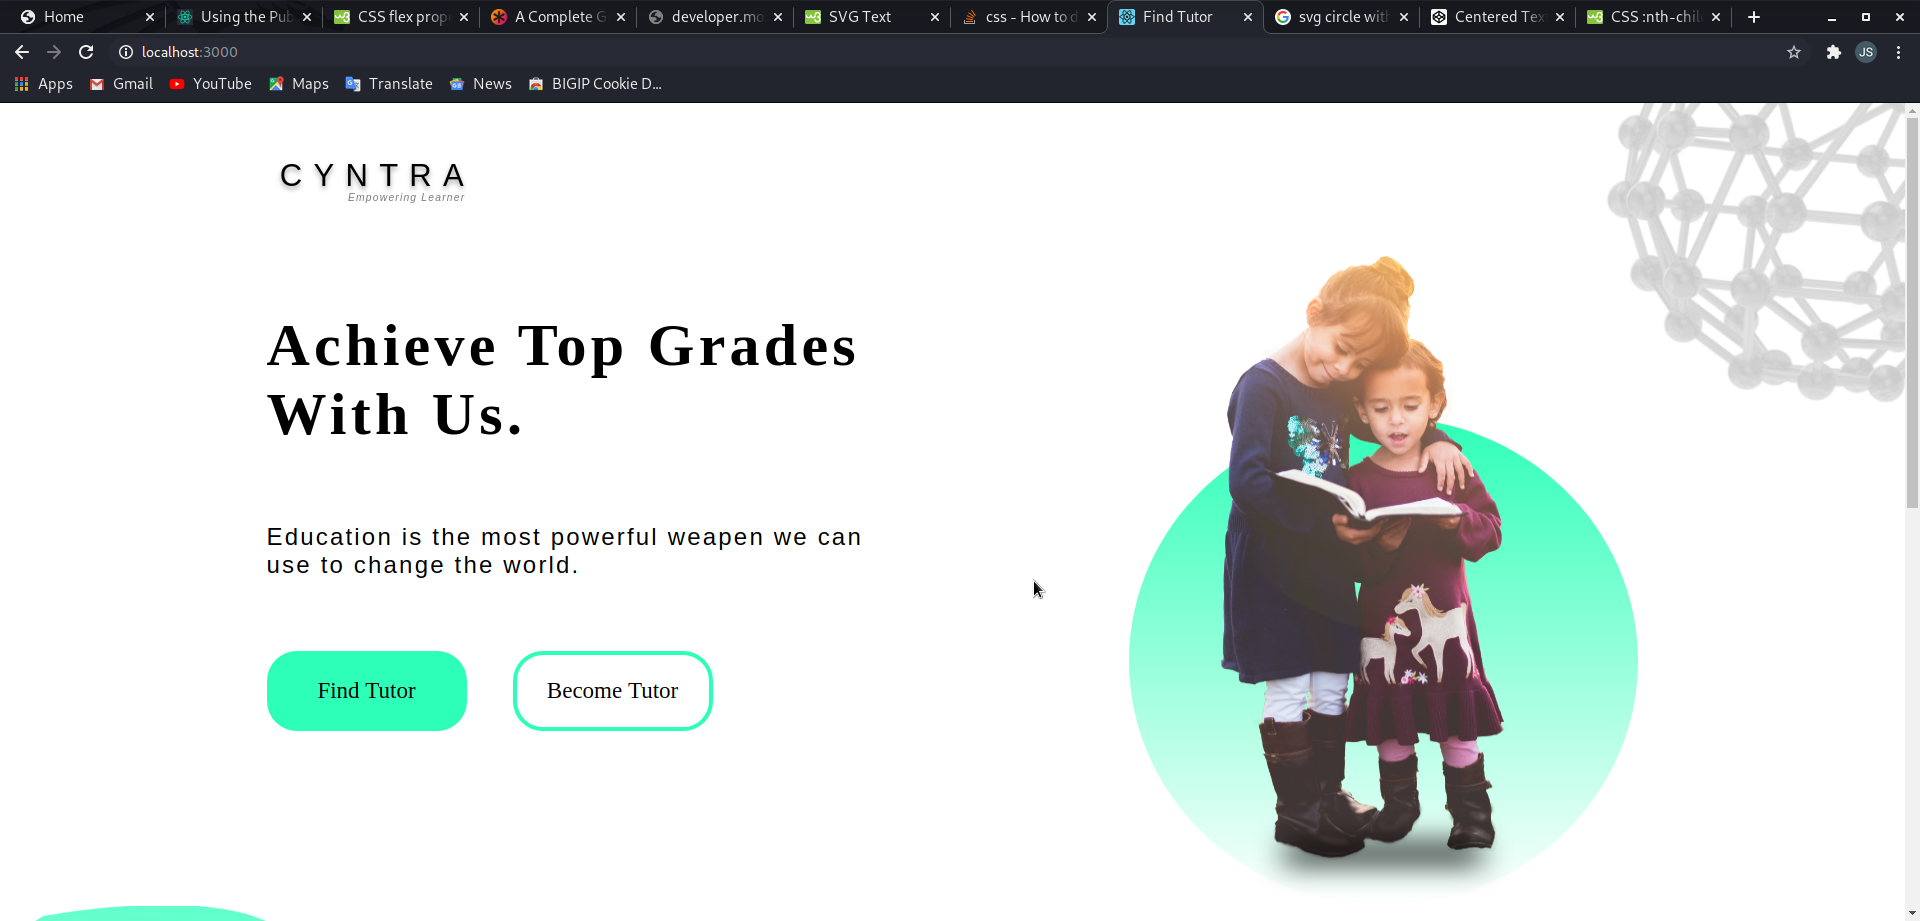 Home
Using the Pub
CSS flex prop
A Complete G
developer.mo
SVG Text
css - How to d
Find Tutor
svg circle with
Centered Tex
CSS :nth-chil
localhost:3000
JS
Apps
Gmail
YouTube
Maps
Translate
News
BIGIP Cookie D...
CYNTRA
Empowering Learner
Achieve Top Grades
With Us.
Education is the most powerful weapen we can
use to change the world.
Find Tutor
Become Tutor